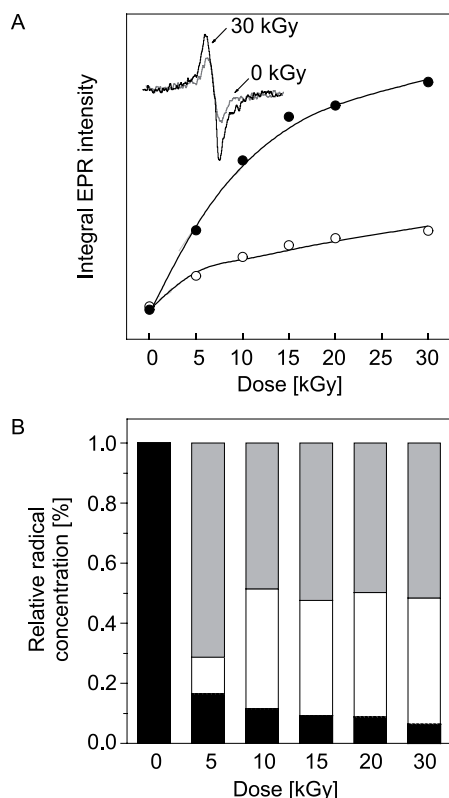 A
30 kGy
0 kGy
Integral EPR intensity
0 5 10 15 20 30
Dose [kGy]
B
Relative radical
concentration [%]
1.0
0.8
0.6
0.4
0.2
0.0
0 5 10 15 20 30
Dose [kGy]